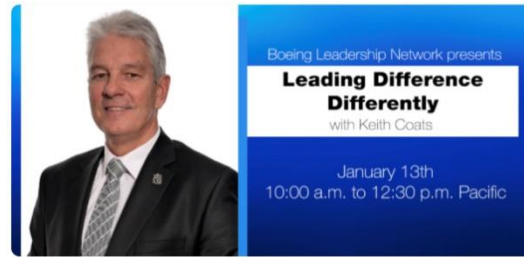 Boeing Leadership Network presents
Leading Difference
Differently
with Keith Coats
January 13th
10:00 a.m. to 12:30 p.m. Pacific